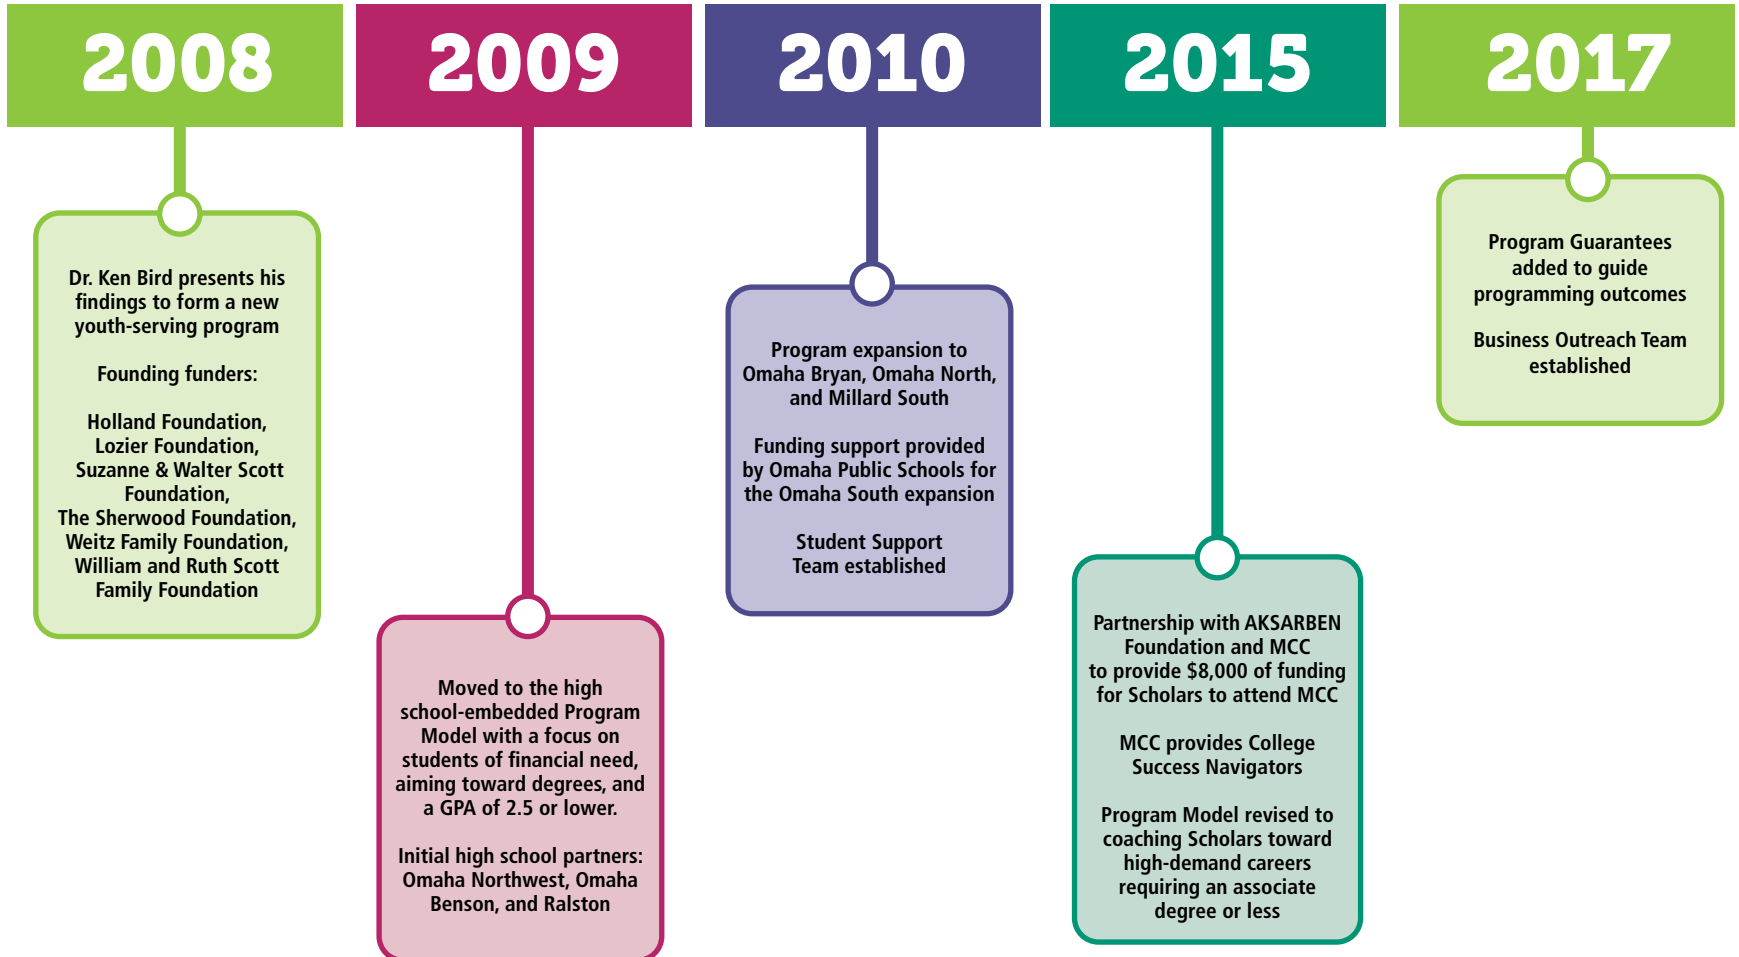 2008
Dr. Ken Bird presents his
findings to form a new
youth-serving program
Founding funders:
Holland Foundation,
Lozier Foundation,
Suzanne & Walter Scott
Foundation,
The Sherwood Foundation,
Weitz Family Foundation,
William and Ruth Scott
Family Foundation
2009
Moved to the high
school-embedded Program
Model with a focus on
students of financial need,
aiming toward degrees, and
a GPA of 2.5 or lower.
Initial high school partners:
Omaha Northwest, Omaha
Benson, and Ralston
2010
Program expansion to
Omaha Bryan, Omaha North,
and Millard South
Funding support provided
by Omaha Public Schools for
the Omaha South expansion
Student Support
Team established
2015
Partnership with AKSARBEN
Foundation and MCC
to provide $8,000 of funding
for Scholars to attend MCC
MCC provides College
Success Navigators
Program Model revised to
coaching Scholars toward
high-demand careers
requiring an associate
degree or less
2017
Program Guarantees
added to guide
programming outcomes
Business Outreach Team
established